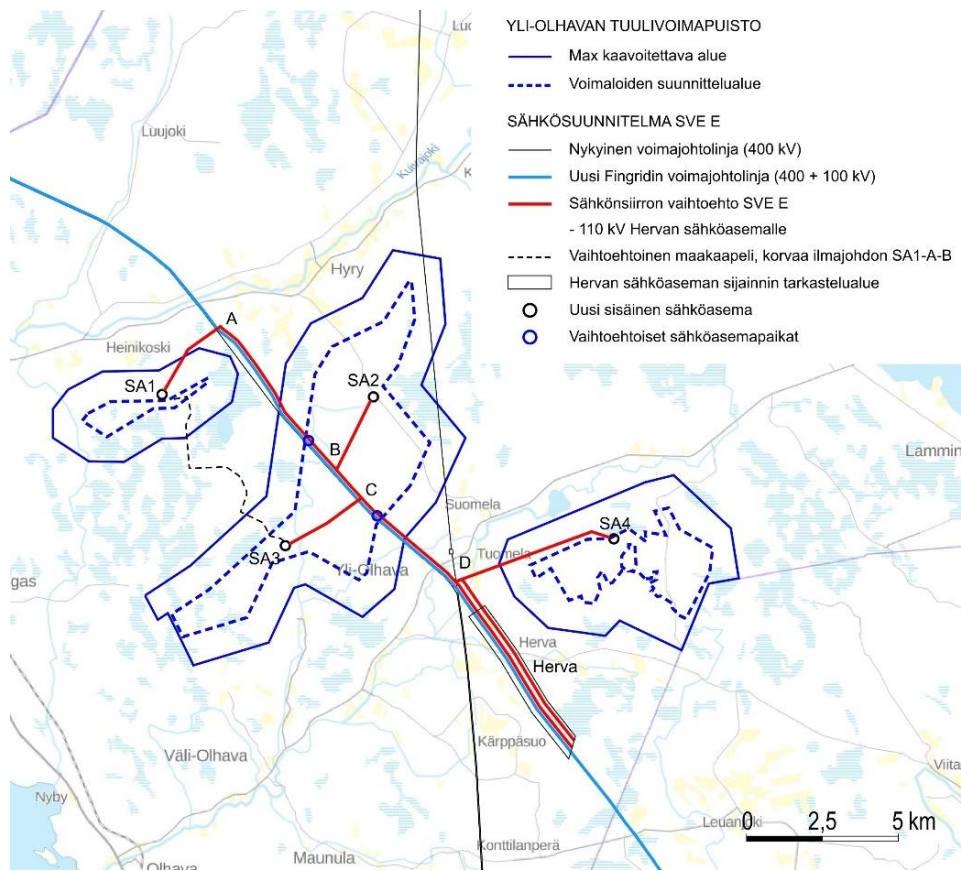 YLI-OLHAVAN TUULIVOIMAPUISTO
Max kaavoitettava alue
Voimaloiden suunnittelualue
SÄHKÖSUUNNITELMA SVE E
Nykyinen voimajohtolinja (400 kV)
Uusi Fingridin voimajohtolinja (400 + 100 kV)
Sähkönsiirron vaihtoehto SVE E
- 110 kV Hervan sähköasemalle
Vaihtoehtoinen maakaapeli, korvaa ilmajohdon SA1-A-B
Hervan sähköaseman sijainnin tarkastelualue
Uusi sisäinen sähköasema
Vaihtoehtoiset sähköasemapaikat
Luujoki
Kuivajoki
Hyry
A
Heinikoski
SA1
SA2
Lammin
B
C
Suomela
SA4
SA3
Tuomela
Yli-Olhava
D
gas
Herva
Herva
Kärppäsuo
Väli-Olhava
Viita
Nyby
Leuanjoki
0 2,5 5 km
Maunula
Konttilanperä
Olhava